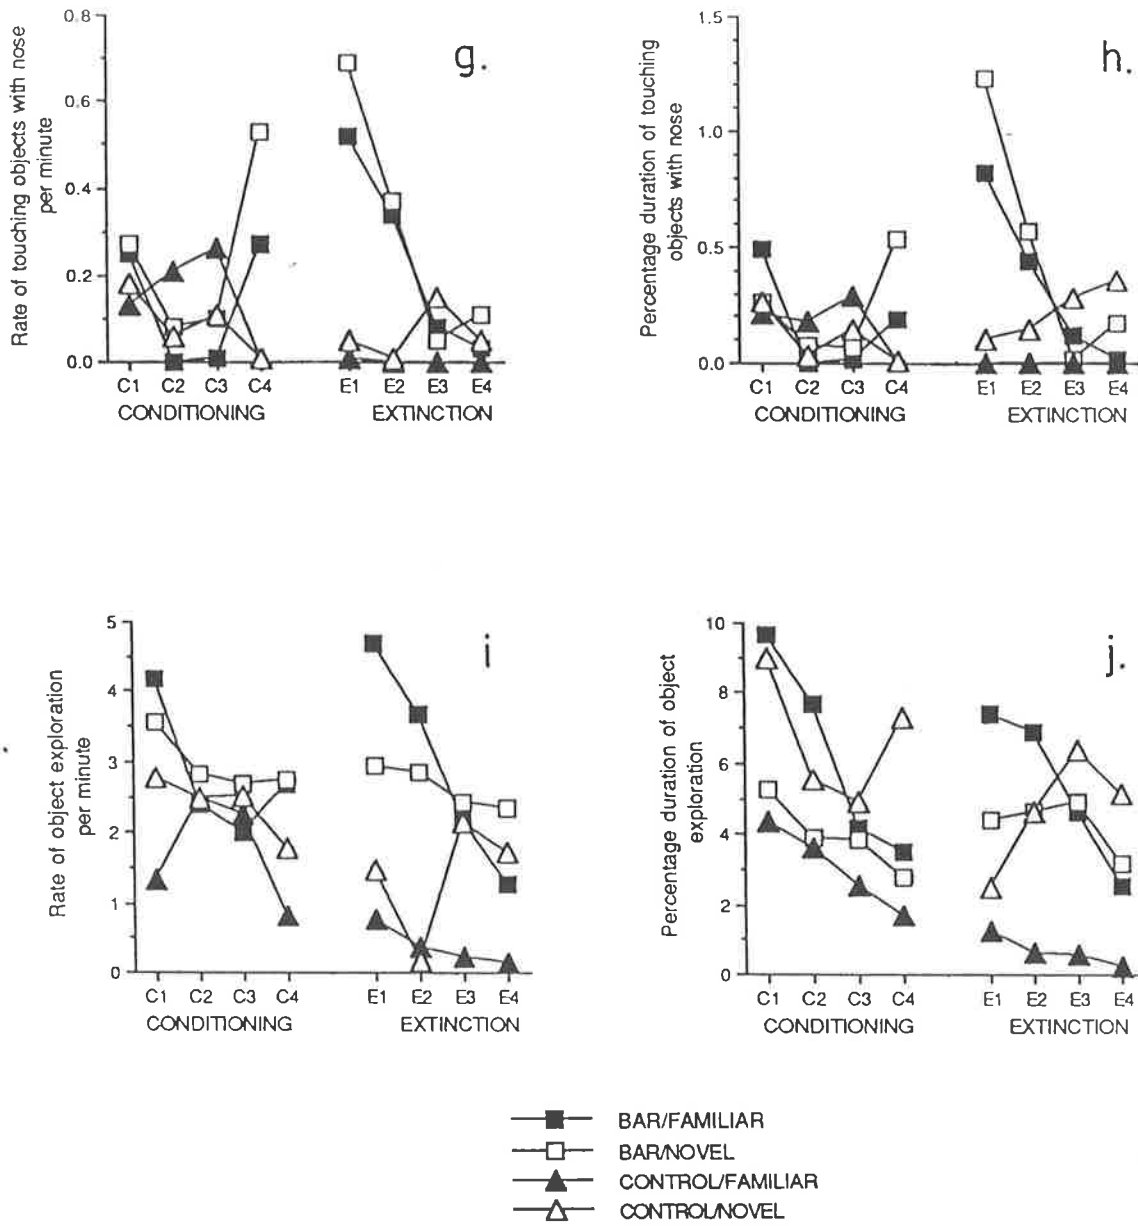 g.
Rate of touching objects with nose
per minute
0.8
0.6
0.4
0.2
0.0
C1 C2 C3 C4 E1 E2 E3 E4
CONDITIONING EXTINCTION
h.
Percentage duration of touching
objects with nose
1.5
1.0
0.5
0.0
C1 C2 C3 C4 E1 E2 E3 E4
CONDITIONING EXTINCTION
i
Rate of object exploration
per minute
5
4
3
2
1
0
C1 C2 C3 C4 E1 E2 E3 E4
CONDITIONING EXTINCTION
j.
Percentage duration of object
exploration
10
8
6
4
2
0
C1 C2 C3 C4 E1 E2 E3 E4
CONDITIONING EXTINCTION
BAR/FAMILIAR
BAR/NOVEL
CONTROL/FAMILIAR
CONTROL/NOVEL